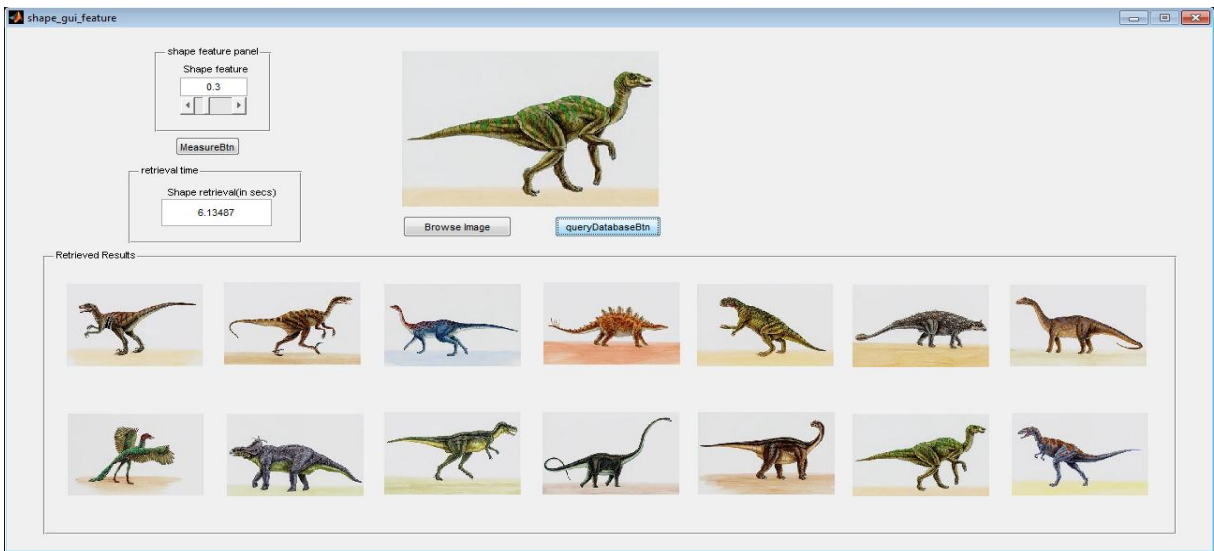 shape_gui_feature
shape feature panel
Shape feature
0.3
MeasureBtn
retrieval time
Shape retrieval(in secs)
6.13487
Browse Image
queryDatabaseBtn
Retrieved Results